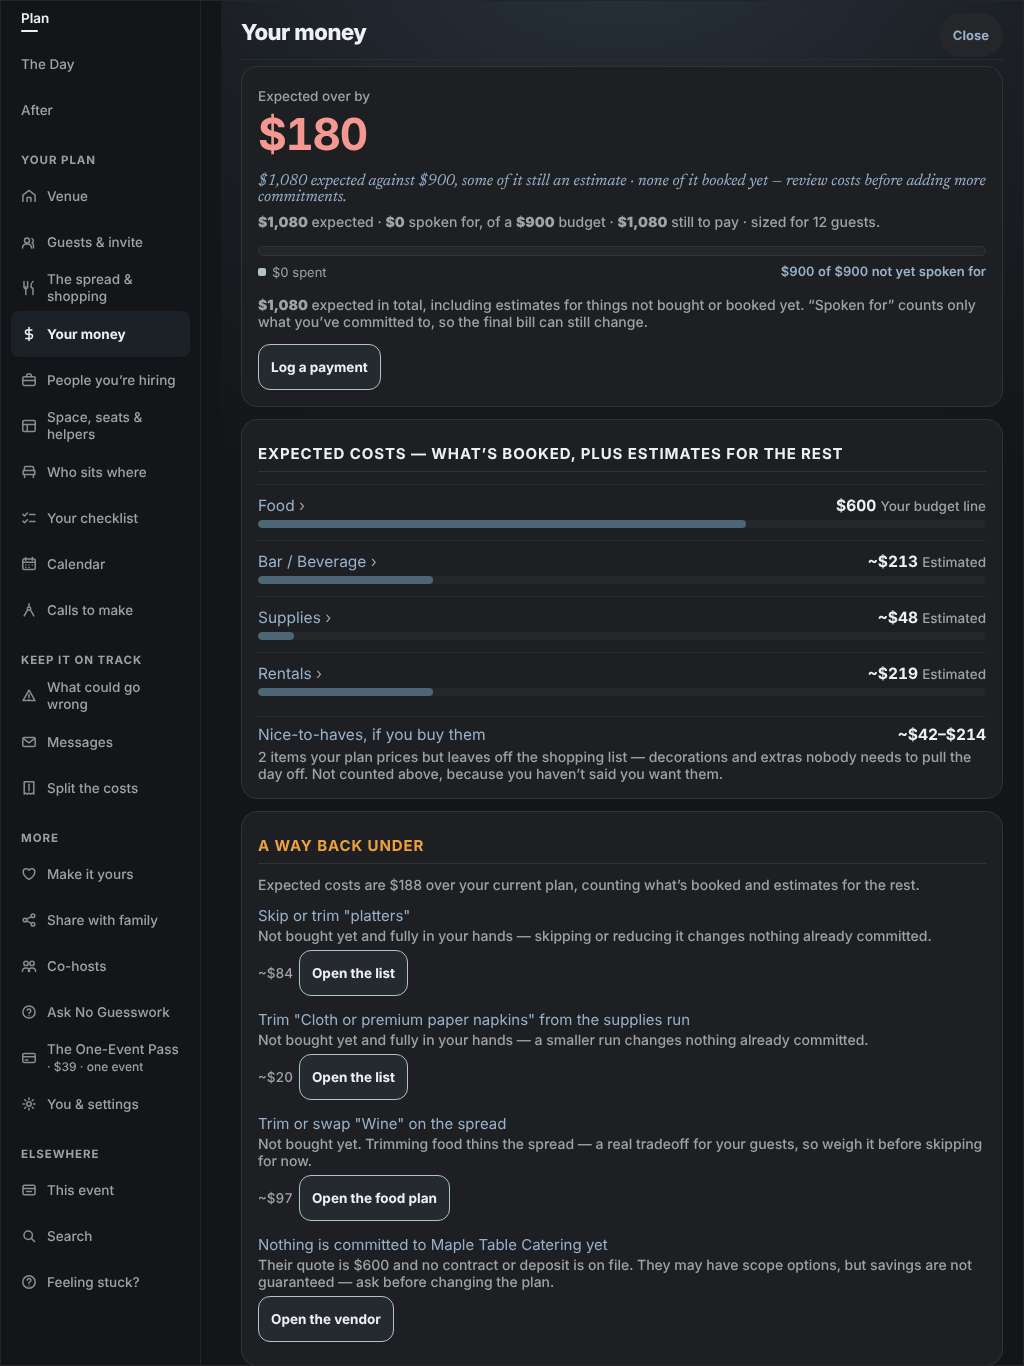 Plan
The Day
After
YOUR PLAN
Venue
Guests & invite
The spread &
shopping
Your money
People you’re hiring
Space, seats &
helpers
Who sits where
Your checklist
Calendar
Calls to make
KEEP IT ON TRACK
What could go
wrong
Messages
Split the costs
MORE
Make it yours
Share with family
Co-hosts
Ask No Guesswork
The One-Event Pass
· $39 · one event
You & settings
ELSEWHERE
This event
Search
Feeling stuck?
Your money
Close
Expected over by
$180
$1,080 expected against $900, some of it still an estimate · none of it booked yet – review costs before adding more
commitments.
$1,080 expected · $0 spoken for, of a $900 budget · $1,080 still to pay · sized for 12 guests.
$0 spent
$900 of $900 not yet spoken for
$1,080 expected in total, including estimates for things not bought or booked yet. “Spoken for” counts only
what you’ve committed to, so the final bill can still change.
Log a payment
EXPECTED COSTS — WHAT’S BOOKED, PLUS ESTIMATES FOR THE REST
Food › $600 Your budget line
Bar / Beverage › ~$213 Estimated
Supplies › ~$48 Estimated
Rentals › ~$219 Estimated
Nice-to-haves, if you buy them ~$42–$214
2 items your plan prices but leaves off the shopping list — decorations and extras nobody needs to pull the
day off. Not counted above, because you haven’t said you want them.
A WAY BACK UNDER
Expected costs are $188 over your current plan, counting what’s booked and estimates for the rest.
Skip or trim "platters"
Not bought yet and fully in your hands — skipping or reducing it changes nothing already committed.
~$84 Open the list
Trim "Cloth or premium paper napkins" from the supplies run
Not bought yet and fully in your hands — a smaller run changes nothing already committed.
~$20 Open the list
Trim or swap "Wine" on the spread
Not bought yet. Trimming food thins the spread — a real tradeoff for your guests, so weigh it before skipping
for now.
~$97 Open the food plan
Nothing is committed to Maple Table Catering yet
Their quote is $600 and no contract or deposit is on file. They may have scope options, but savings are not
guaranteed — ask before changing the plan.
Open the vendor